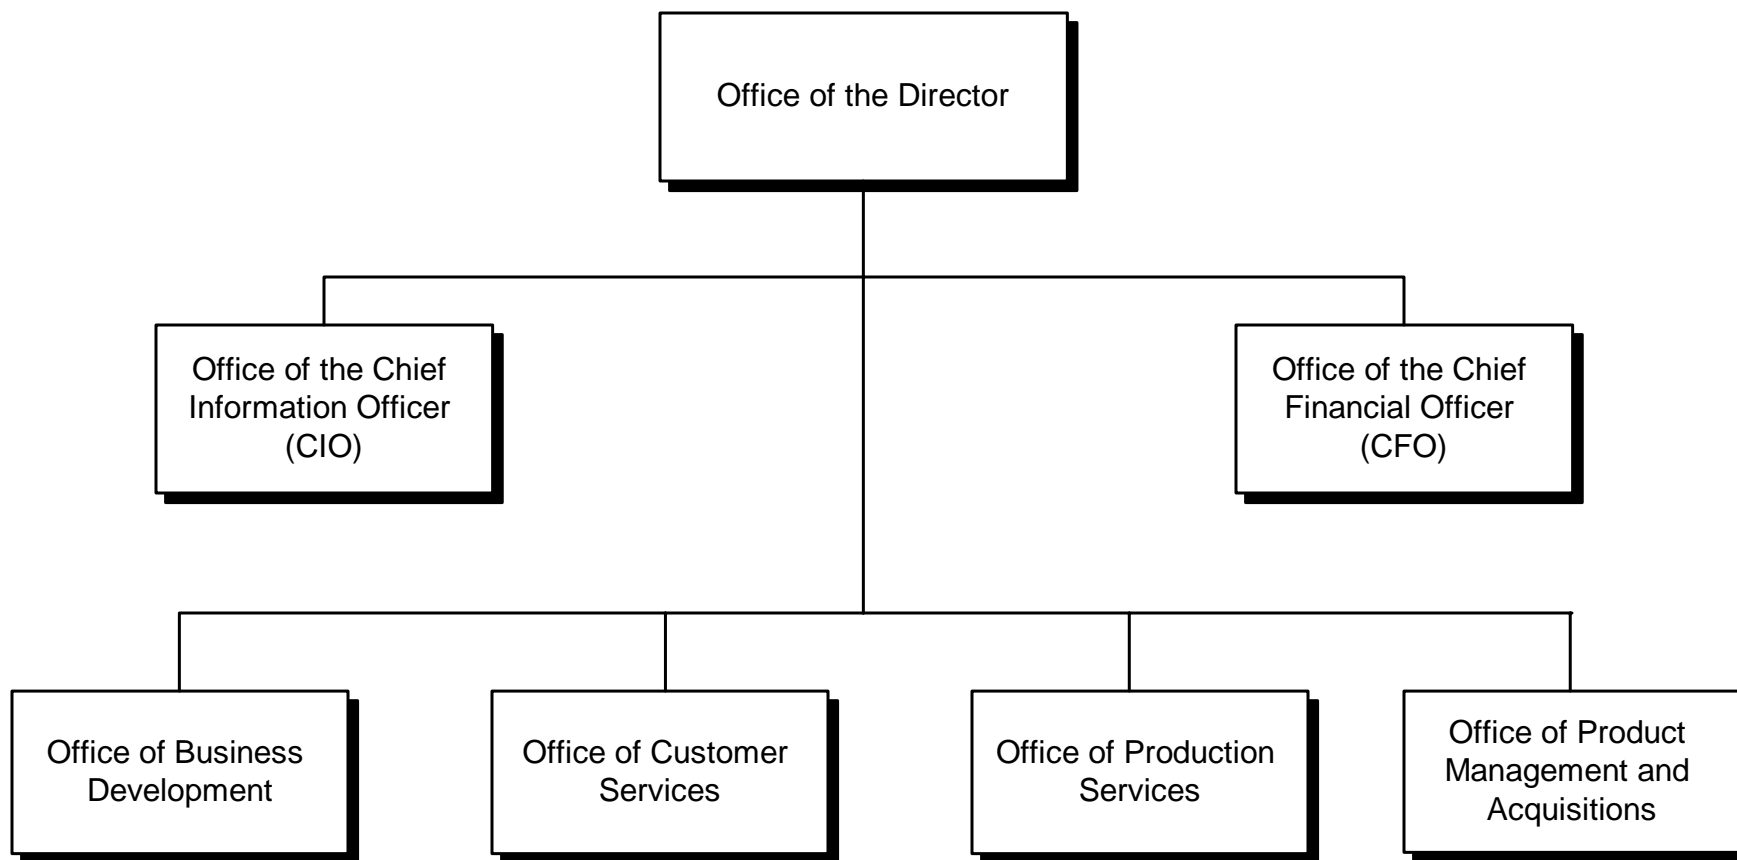 Office of the Director
Office of the Chief
Information Officer
(CIO)
Office of the Chief
Financial Officer
(CFO)
Office of Business
Development
Office of Customer
Services
Office of Production
Services
Office of Product
Management and
Acquisitions